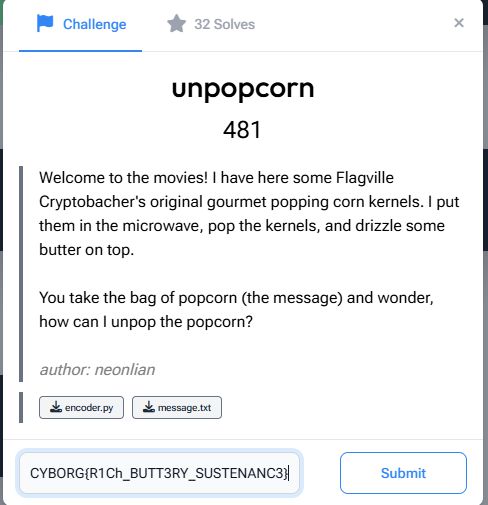 Challenge
32 Solves
×
unpopcorn
481
Welcome to the movies! I have here some Flagville
Cryptobacher's original gourmet popping corn kernels. I put
them in the microwave, pop the kernels, and drizzle some
butter on top.
You take the bag of popcorn (the message) and wonder,
how can I unpop the popcorn?
author: neonlian
encoder.py
message.txt
CYBORG{R1Ch_BUTT3RY_SUSTENANC3}
Submit